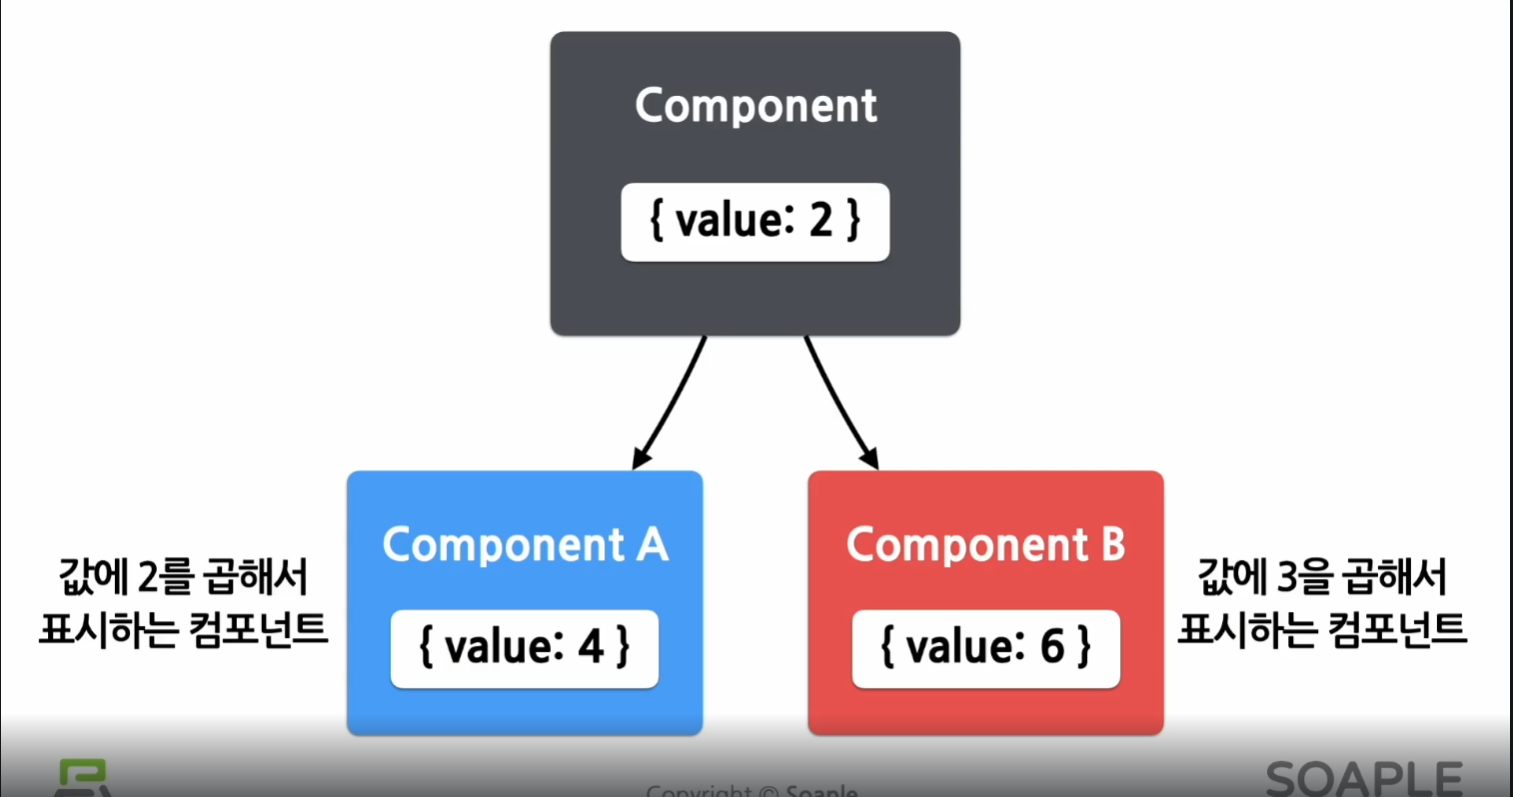 Component
{ value: 2 }
Component A
Component B
값에 2를 곱해서
표시하는 컴포넌트
{ value: 4 }
{ value: 6 }
값에 3을 곱해서
표시하는 컴포넌트
Copyright © Soaple
SOAPLE